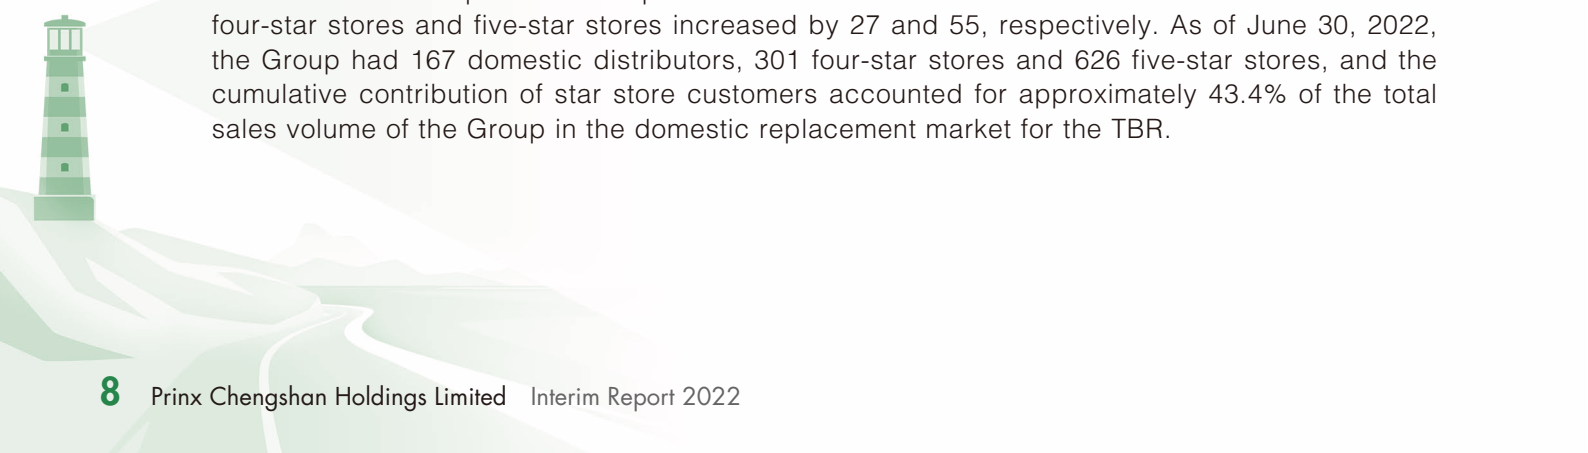 four-star stores and five-star stores increased by 27 and 55, respectively. As of June 30, 2022,
the Group had 167 domestic distributors, 301 four-star stores and 626 five-star stores, and the
cumulative contribution of star store customers accounted for approximately 43.4% of the total
sales volume of the Group in the domestic replacement market for the TBR.
8 Prinx Chengshan Holdings Limited Interim Report 2022